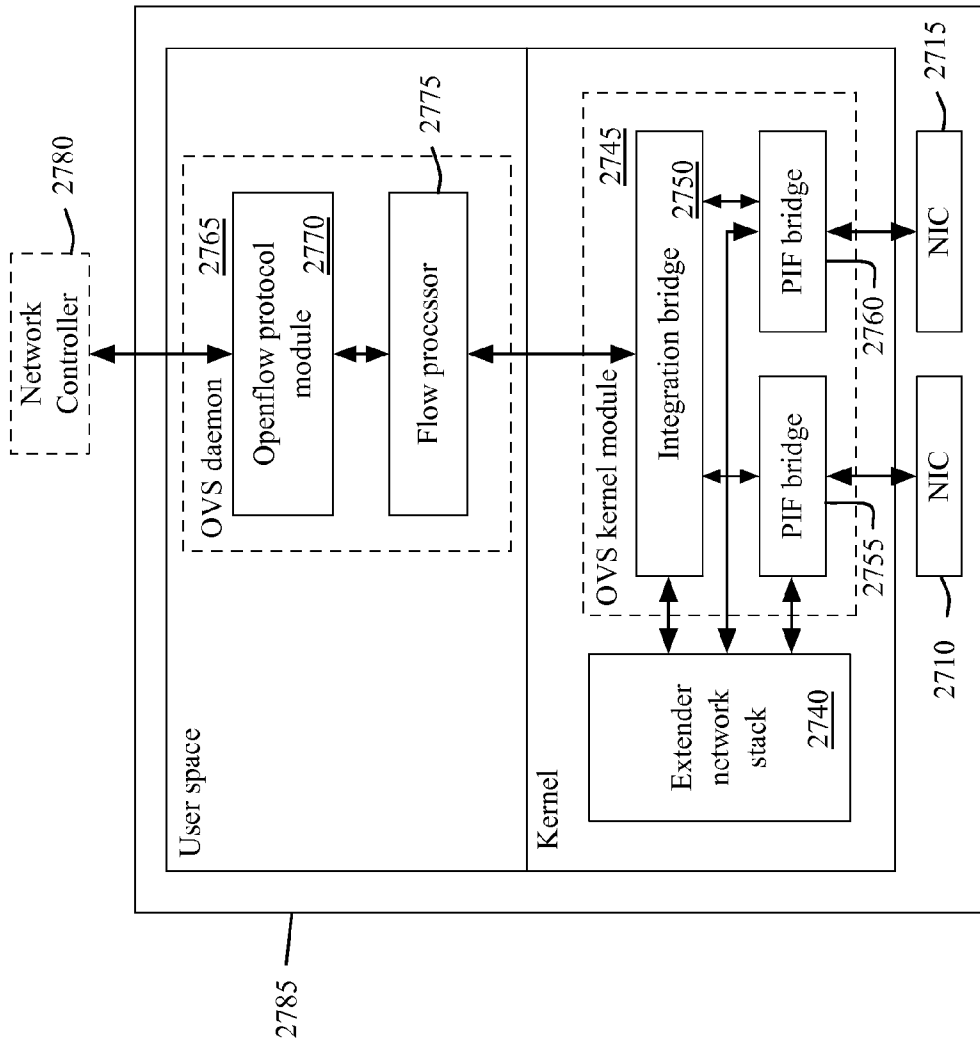 Network
Controller
2780
User space
OVS daemon
2765
Openflow protocol
module
2770
Flow processor
2775
Kernel
OVS kernel module
2745
Integration bridge
2750
Extender
network
stack
2740
PIF bridge
PIF bridge
2755
2760
NIC
NIC
2710
2715
2785